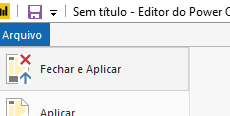 Sem título - Editor do Power
Arquivo
Fechar e Aplicar
Aplicar